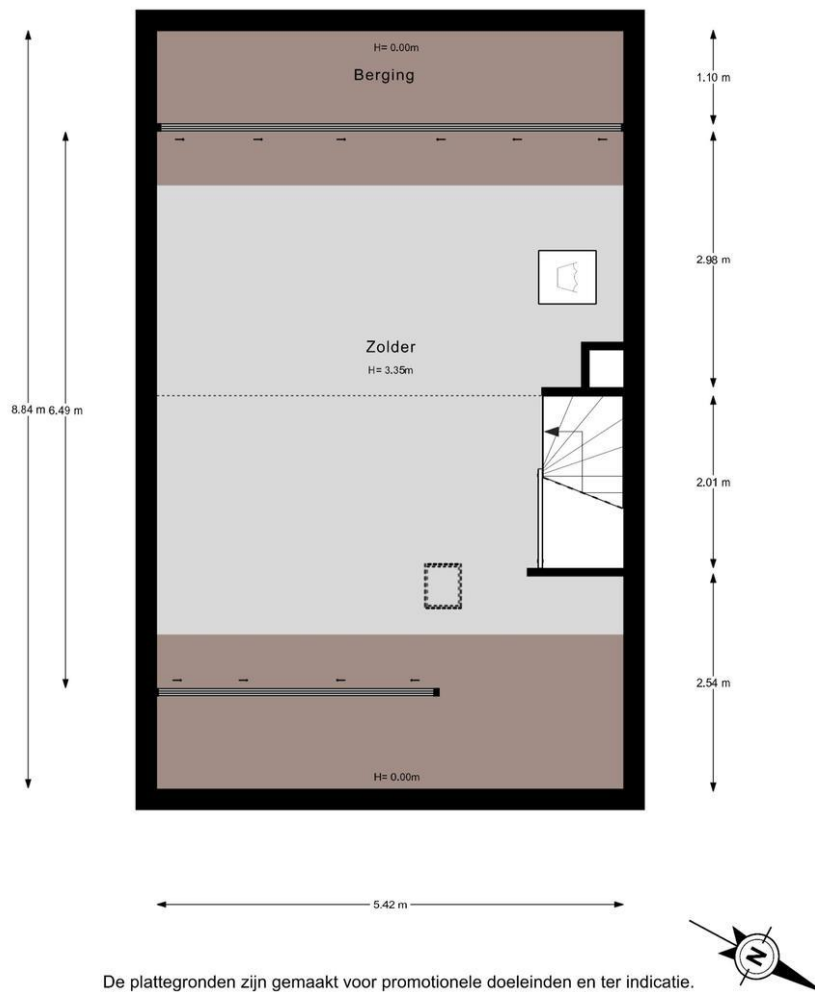 H= 0.00m
Berging
1.10 m
2.98 m
Zolder
H= 3.35m
8.84 m 6.49 m
2.01 m
2.54 m
H= 0.00m
5.42 m
N
De plattegronden zijn gemaakt voor promotionele doeleinden en ter indicatie.